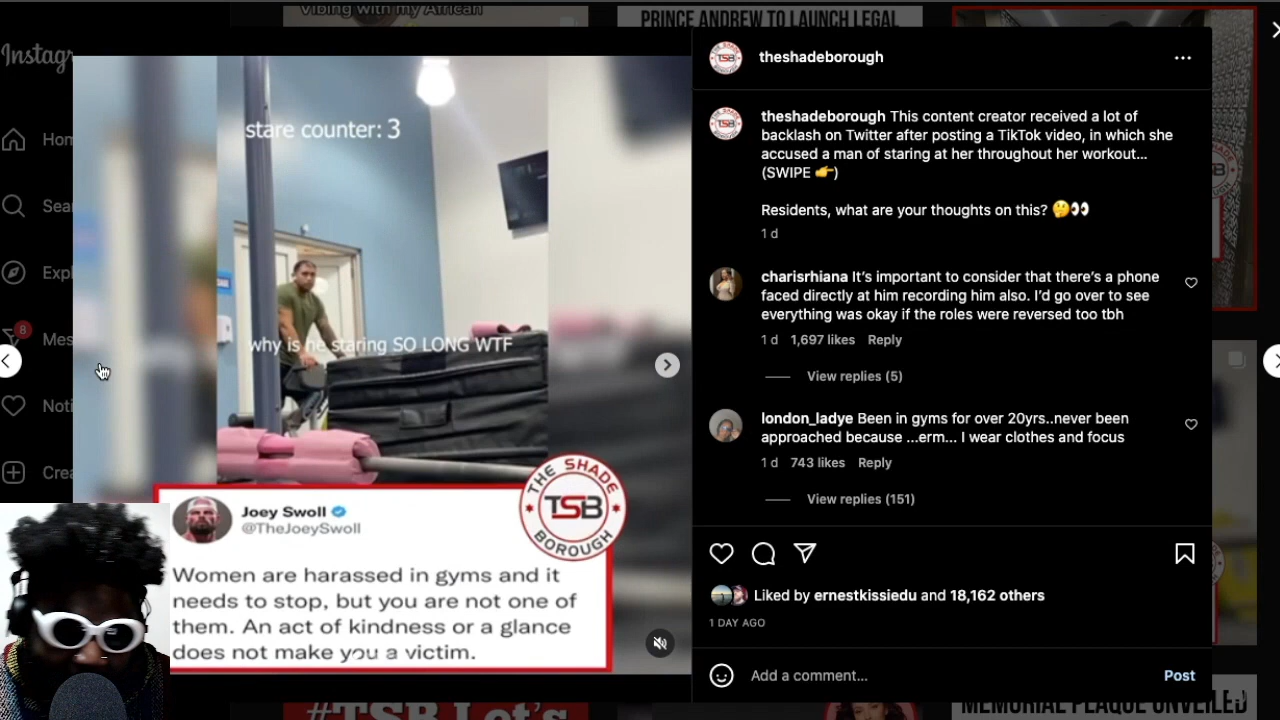 Vibing with my African
PRINCE ANDREW TO LAUNCH LEGAL
Instagr
Hom
Sear
Expl
8
Mes
Noti
Crea
stare counter: 3
why is he staring SO LONG WTF
THE SHADE
TSB
BOROUGH
Joey Swoll
@TheJoeySwoll
Women are harassed in gyms and it
needs to stop, but you are not one of
them. An act of kindness or a glance
does not make you a victim.
theshadeborough
theshadeborough This content creator received a lot of
backlash on Twitter after posting a TikTok video, in which she
accused a man of staring at her throughout her workout...
(SWIPE 👉)
Residents, what are your thoughts on this? 🤔👀
1 d
charisrhiana It's important to consider that there's a phone
faced directly at him recording him also. I'd go over to see
everything was okay if the roles were reversed too tbh
1 d 1,697 likes Reply
View replies (5)
london_ladye Been in gyms for over 20yrs..never been
approached because ...erm... I wear clothes and focus
1 d 743 likes Reply
View replies (151)
Liked by ernestkissiedu and 18,162 others
1 DAY AGO
Add a comment...
Post
#TSB Let's
MEMORIAL PLAQUE UNVEILED